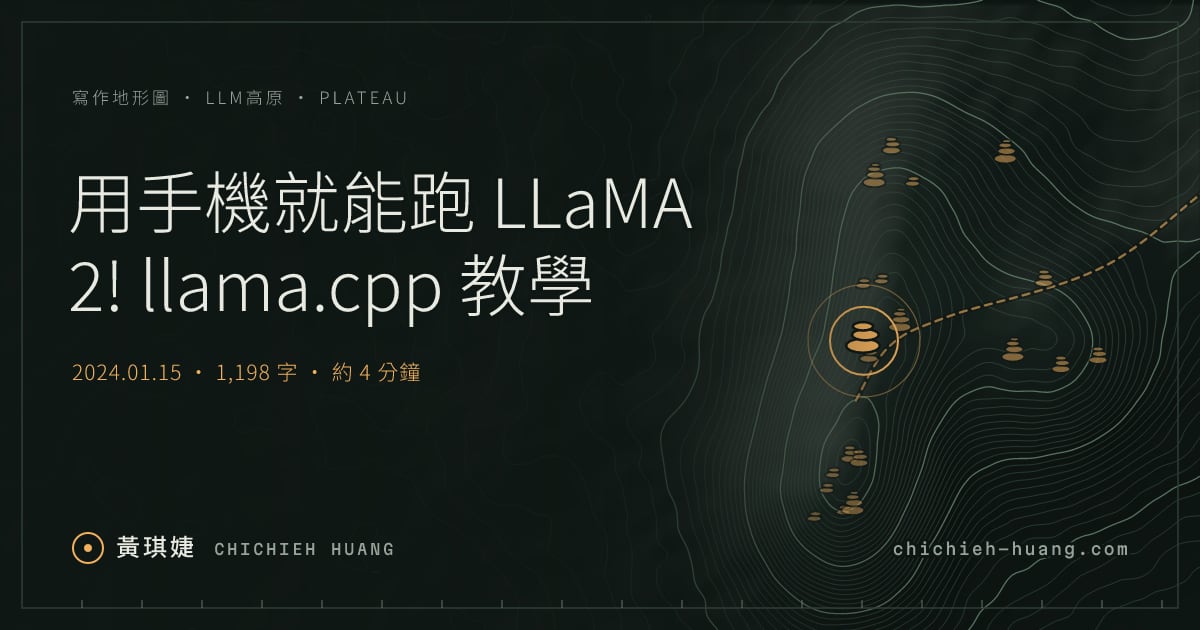 寫作地形圖 • LLM高原 • PLATEAU
用手機就能跑 LLaMA
2! llama.cpp 教學
2024.01.15 • 1,198 字 • 約 4 分鐘
黃琪婕 CHICHIEH HUANG
chichieh-huang.com